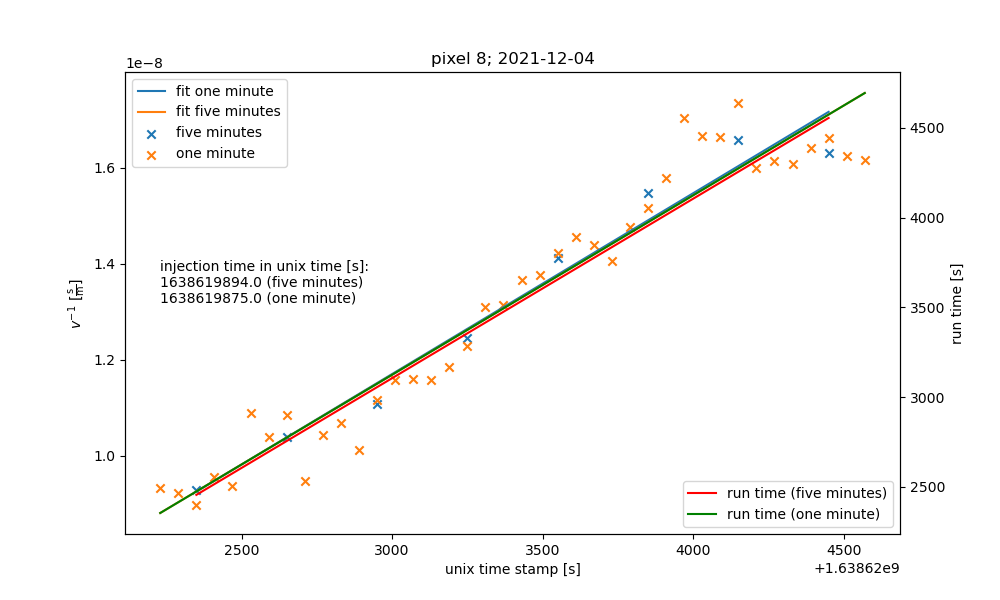 pixel 8; 2021-12-04
1e−8
fit one minute
fit five minutes
five minutes
one minute
injection time in unix time [s]:
1638619894.0 (five minutes)
1638619875.0 (one minute)
run time (five minutes)
run time (one minute)
1.6
1.4
1.2
1.0
v⁻¹ [s/m]
4500
4000
3500
3000
2500
run time [s]
2500 3000 3500 4000 4500
unix time stamp [s]
+1.63862e9